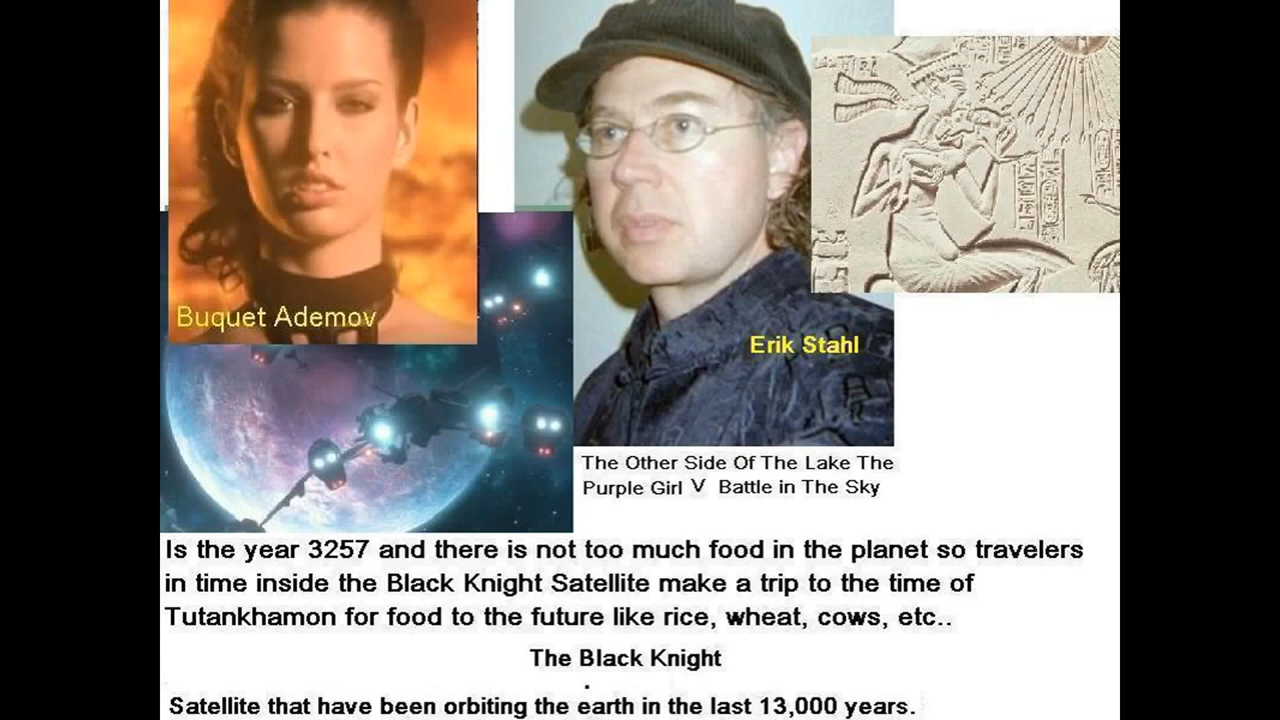 Buquet Ademov
Erik Stahl
The Other Side Of The Lake The
Purple Girl V Battle in The Sky
Is the year 3257 and there is not too much food in the planet so travelers
in time inside the Black Knight Satellite make a trip to the time of
Tutankhamon for food to the future like rice, wheat, cows, etc..
The Black Knight
.
Satellite that have been orbiting the earth in the last 13,000 years.